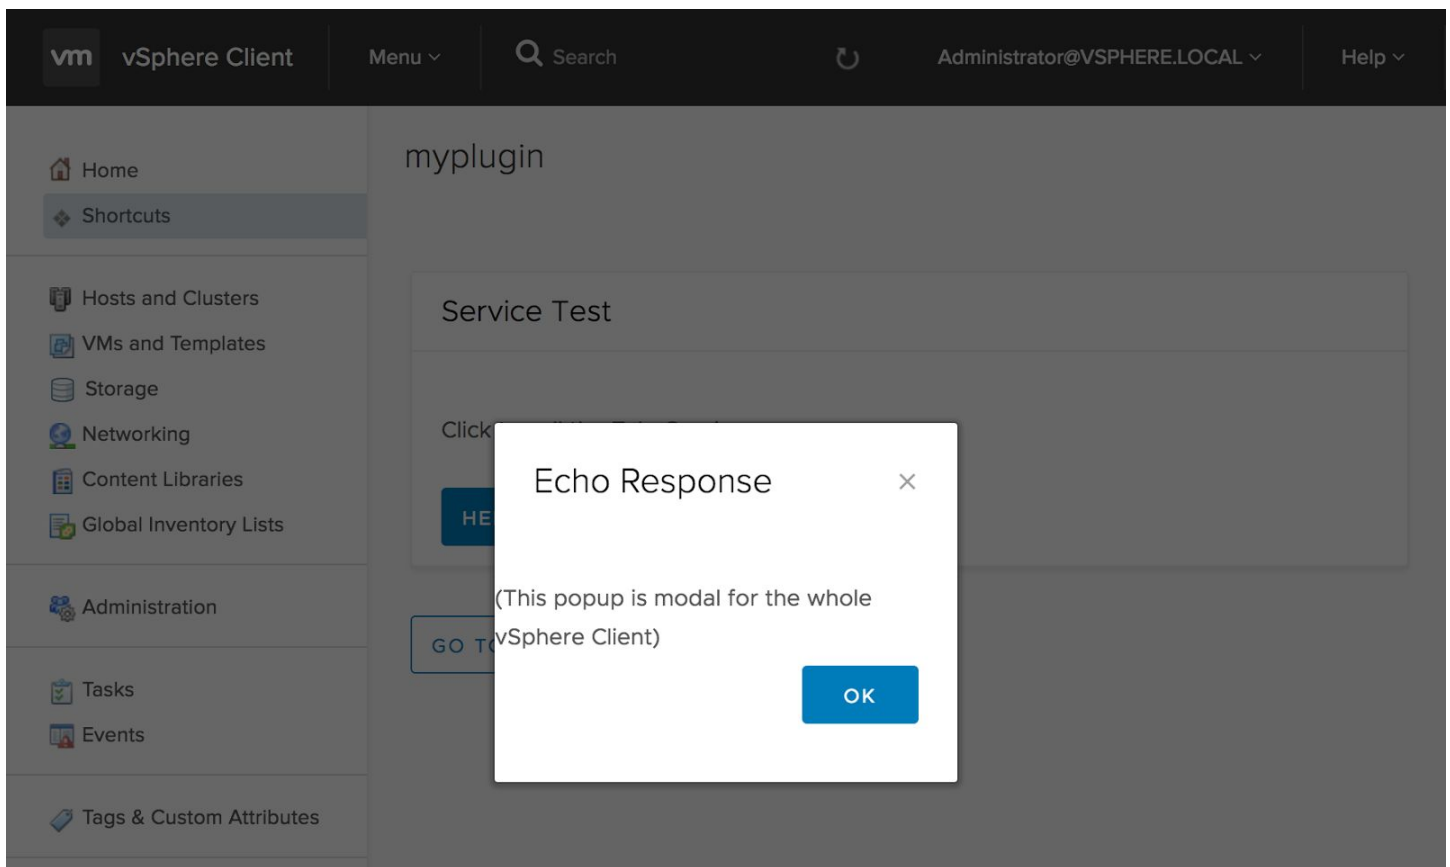 vm vSphere Client Menu Search Administrator@VSPHERE.LOCAL Help
Home
Shortcuts
Hosts and Clusters
VMs and Templates
Storage
Networking
Content Libraries
Global Inventory Lists
Administration
Tasks
Events
Tags & Custom Attributes
myplugin
Service Test
Click
HE
GO TO
Echo Response ×
(This popup is modal for the whole
vSphere Client)
OK